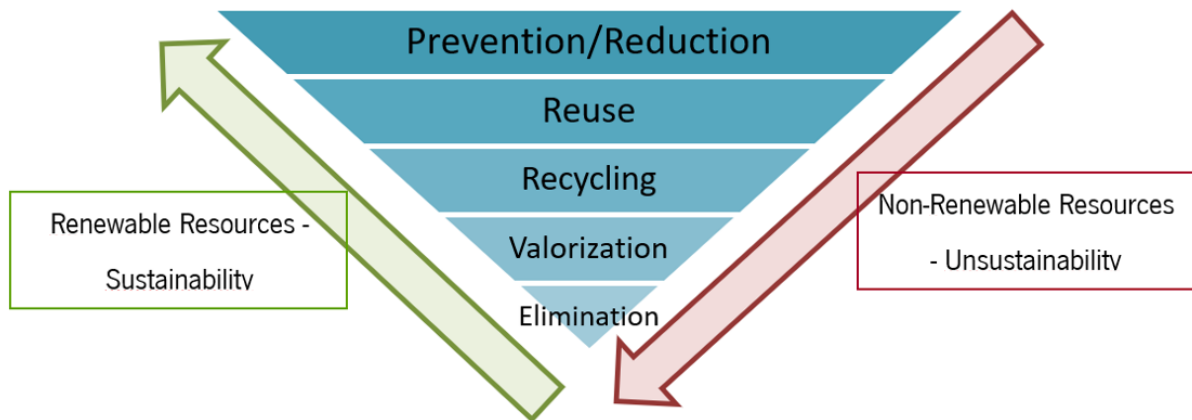 Prevention/Reduction
Reuse
Recycling
Valorization
Elimination
Renewable Resources -
Sustainability
Non-Renewable Resources
- Unsustainability